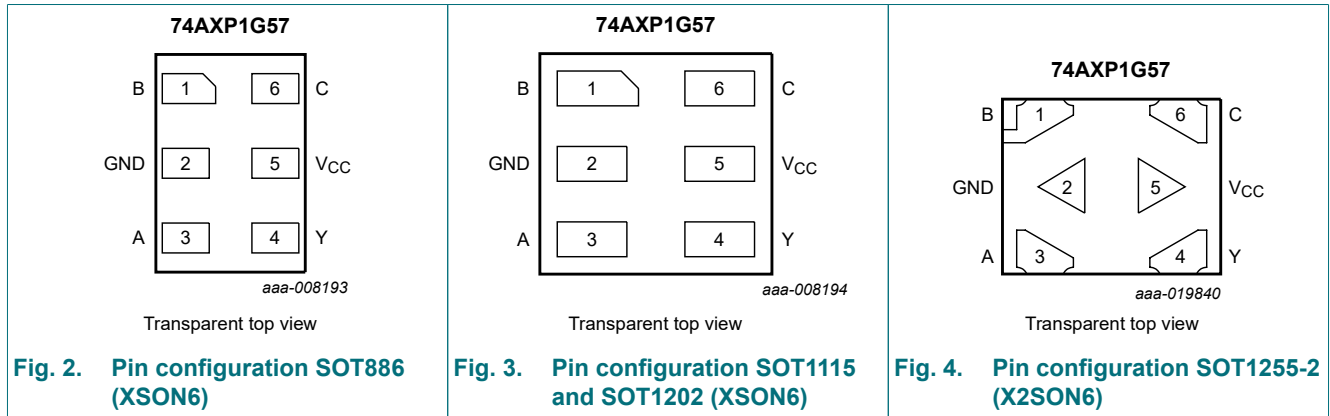 74AXP1G57
B 1 6 C
GND 2 5 VCC
A 3 4 Y
aaa-008193
Transparent top view
Fig. 2. Pin configuration SOT886
(XSON6)
74AXP1G57
B 1 6 C
GND 2 5 VCC
A 3 4 Y
aaa-008194
Transparent top view
Fig. 3. Pin configuration SOT1115
and SOT1202 (XSON6)
74AXP1G57
B 1 6 C
GND 2 5 VCC
A 3 4 Y
aaa-019840
Transparent top view
Fig. 4. Pin configuration SOT1255-2
(X2SON6)